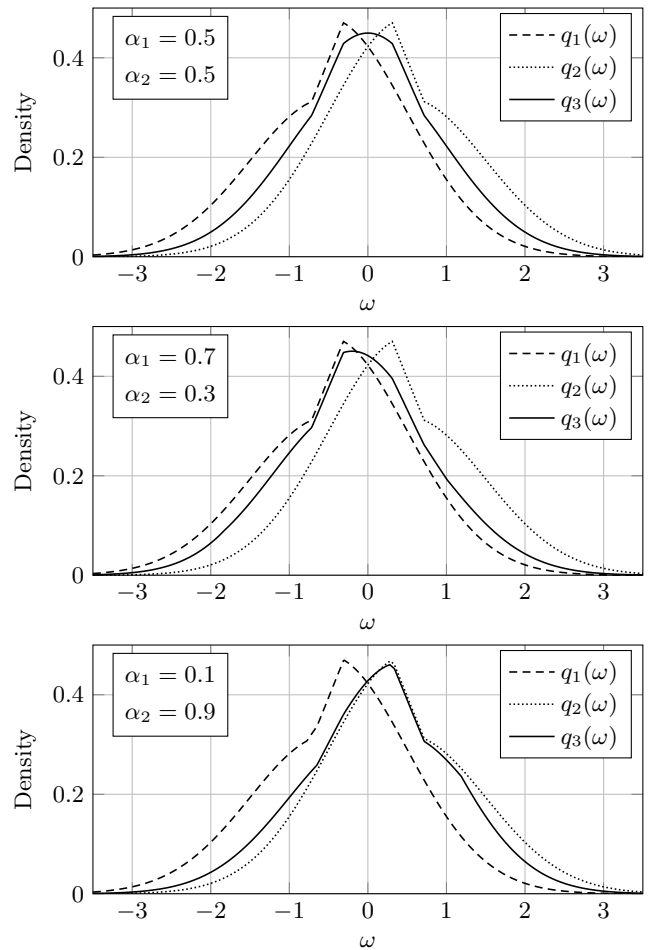 0.4
0.2
0
Density
α₁ = 0.5
α₂ = 0.5
q₁(ω)
q₂(ω)
q₃(ω)
−3 −2 −1 0 1 2 3
ω
0.4
0.2
0
Density
α₁ = 0.7
α₂ = 0.3
q₁(ω)
q₂(ω)
q₃(ω)
−3 −2 −1 0 1 2 3
ω
0.4
0.2
0
Density
α₁ = 0.1
α₂ = 0.9
q₁(ω)
q₂(ω)
q₃(ω)
−3 −2 −1 0 1 2 3
ω